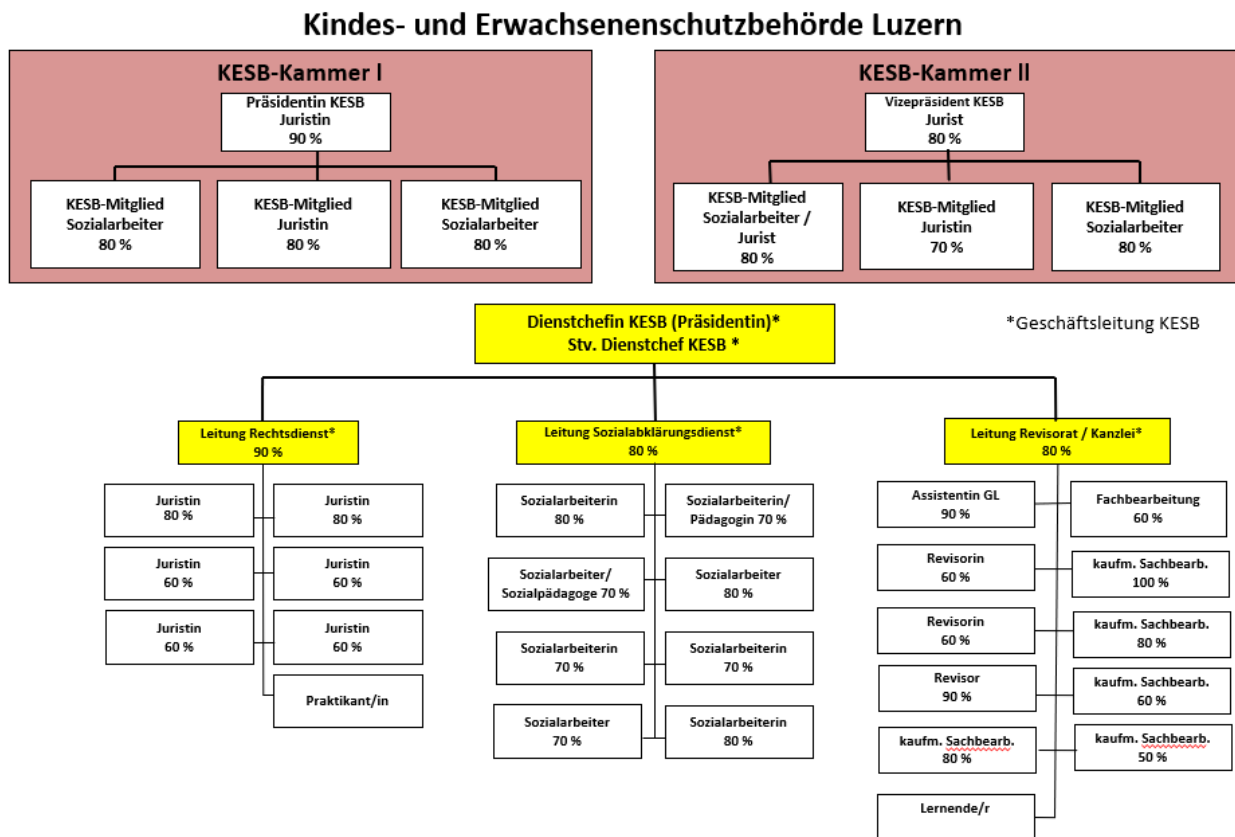 Kindes- und Erwachsenenschutzbehörde Luzern
KESB-Kammer I
Präsidentin KESB
Juristin
90 %
KESB-Mitglied
Sozialarbeiter
80 %
KESB-Mitglied
Juristin
80 %
KESB-Mitglied
Sozialarbeiter
80 %
KESB-Kammer II
Vizepräsident KESB
Jurist
80 %
KESB-Mitglied
Sozialarbeiter /
Jurist
80 %
KESB-Mitglied
Juristin
70 %
KESB-Mitglied
Sozialarbeiter
80 %
Dienstchefin KESB (Präsidentin)*
Stv. Dienstchef KESB *
*Geschäftsleitung KESB
Leitung Rechtsdienst*
90 %
Juristin
80 %
Juristin
80 %
Juristin
60 %
Juristin
60 %
Juristin
60 %
Juristin
60 %
Praktikant/in
Leitung Sozialabklärungsdienst*
80 %
Sozialarbeiterin
80 %
Sozialarbeiterin/
Pädagogin 70 %
Sozialarbeiter/
Sozialpädagoge 70 %
Sozialarbeiter
80 %
Sozialarbeiterin
70 %
Sozialarbeiterin
70 %
Sozialarbeiter
70 %
Sozialarbeiterin
80 %
Leitung Revisorat / Kanzlei*
80 %
Assistentin GL
90 %
Fachbearbeitung
60 %
Revisorin
60 %
kaufm. Sachbearb.
100 %
Revisorin
60 %
kaufm. Sachbearb.
80 %
Revisor
90 %
kaufm. Sachbearb.
60 %
kaufm. Sachbearb.
80 %
kaufm. Sachbearb.
50 %
Lernende/r